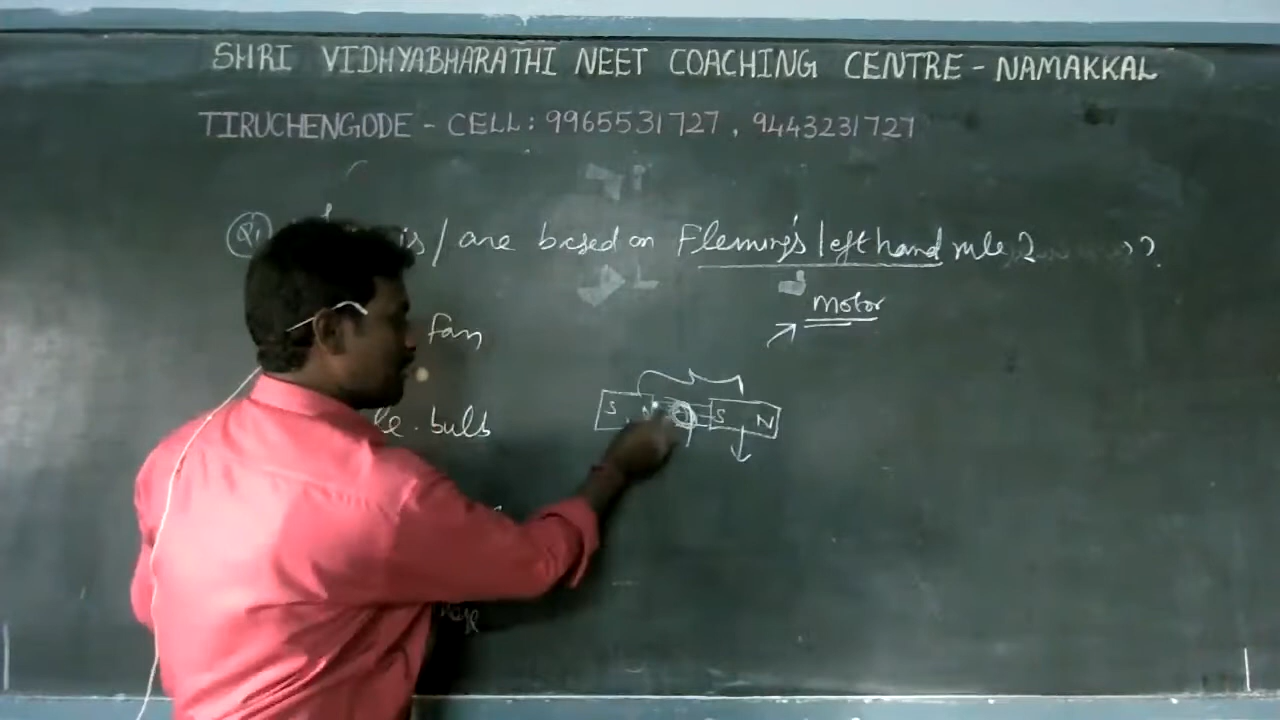 SHRI VIDHYABHARATHI NEET COACHING CENTRE - NAMAKKAL
TIRUCHENGODE - CELL: 9965531727, 9443231727
Q1 is / are based on Fleming's left hand rule ??
Motor
fan
S S N
bulb